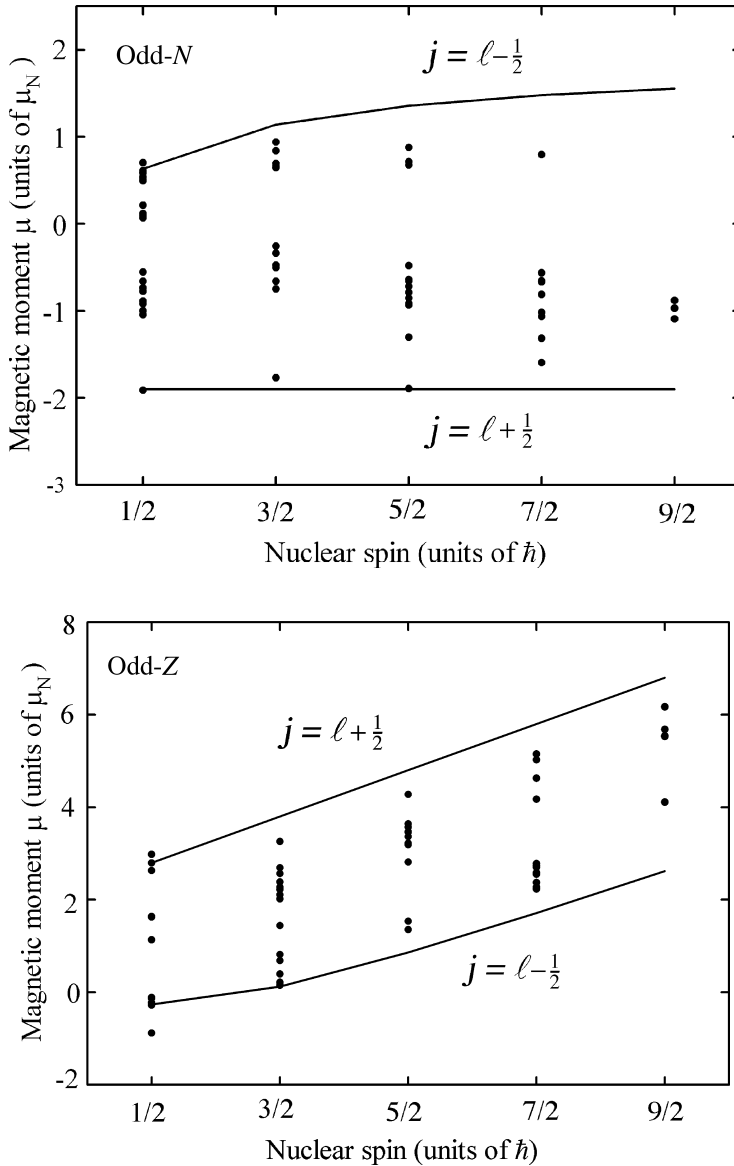 Odd-N
j = ℓ − 1/2
j = ℓ + 1/2
Magnetic moment μ (units of μ_N)
2
1
0
-1
-2
-3
1/2 3/2 5/2 7/2 9/2
Nuclear spin (units of ħ)
8
Odd-Z
6
j = ℓ + 1/2
4
2
j = ℓ − 1/2
0
-2
Magnetic moment μ (units of μ_N)
1/2 3/2 5/2 7/2 9/2
Nuclear spin (units of ħ)